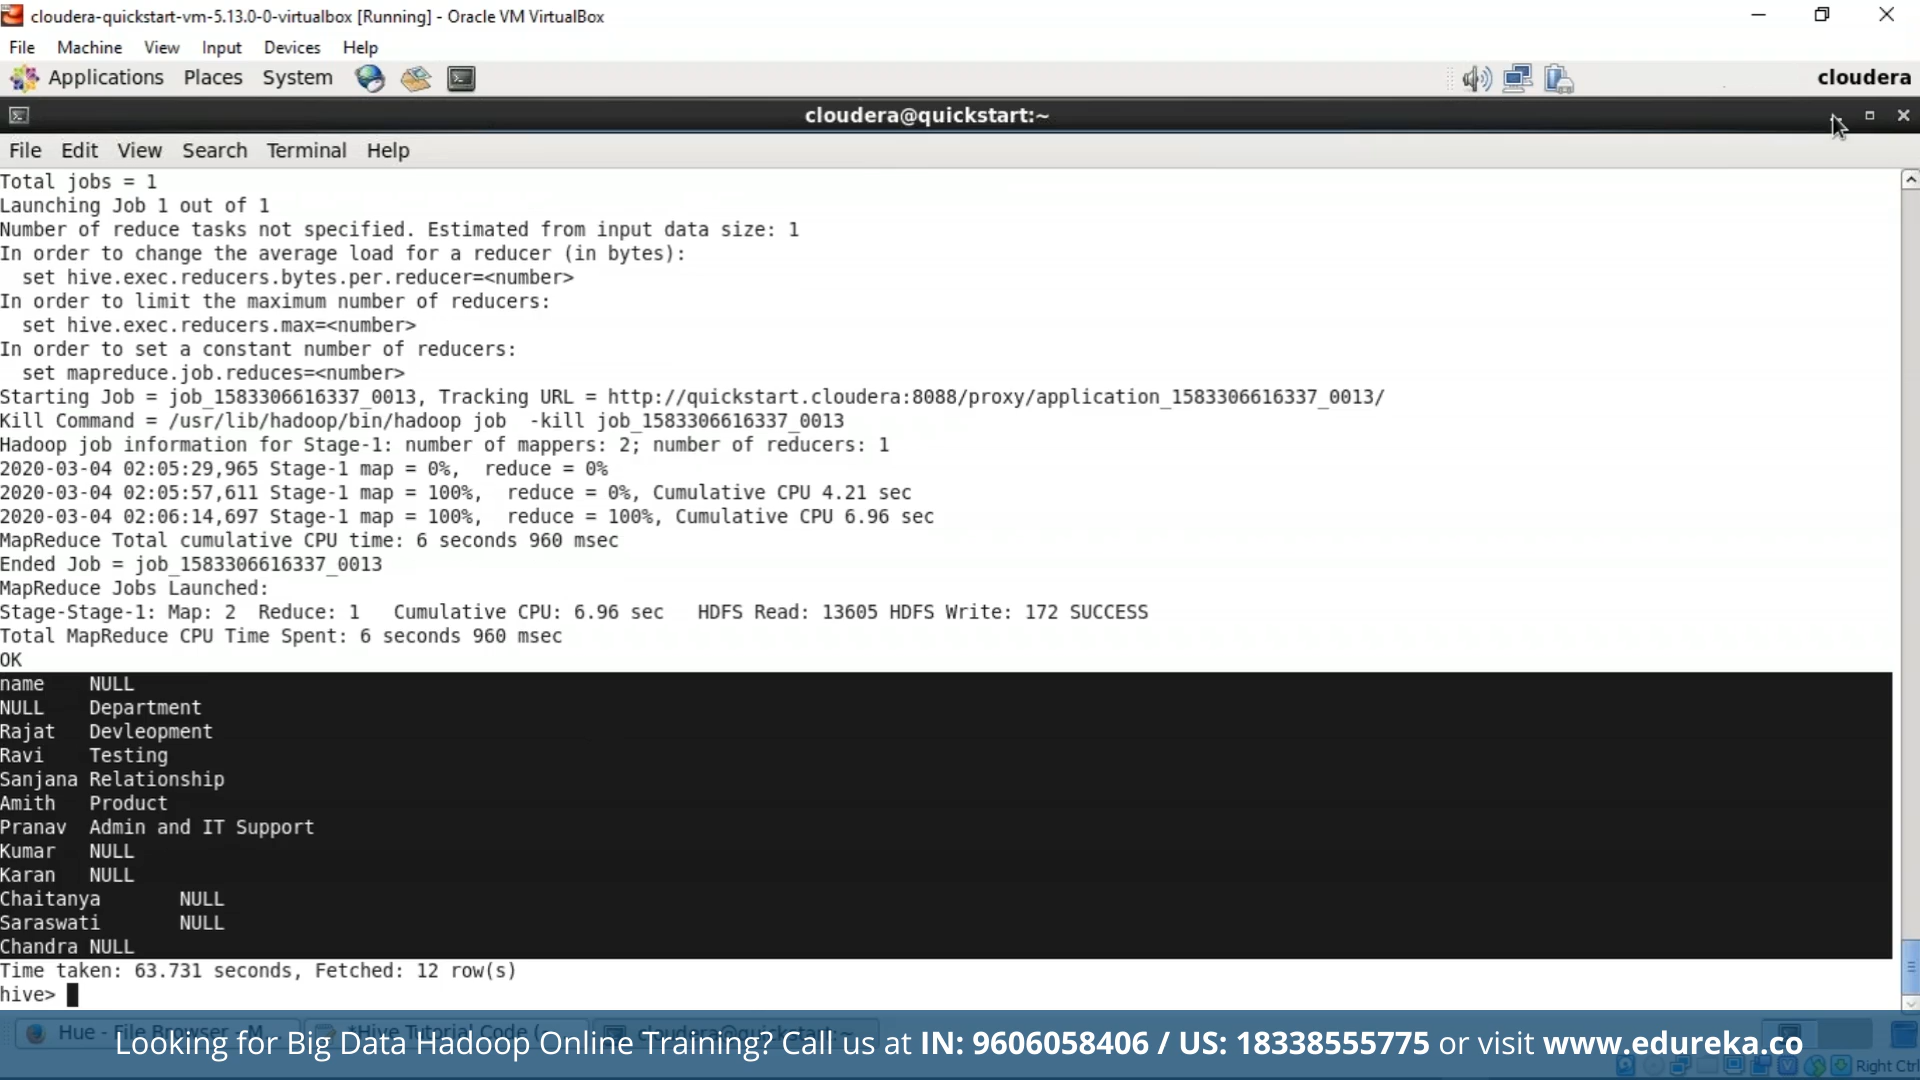 cloudera-quickstart-vm-5.13.0-0-virtualbox [Running] - Oracle VM VirtualBox
File Machine View Input Devices Help
Applications Places System cloudera
cloudera@quickstart:~
File Edit View Search Terminal Help
Total jobs = 1
Launching Job 1 out of 1
Number of reduce tasks not specified. Estimated from input data size: 1
In order to change the average load for a reducer (in bytes):
  set hive.exec.reducers.bytes.per.reducer=<number>
In order to limit the maximum number of reducers:
  set hive.exec.reducers.max=<number>
In order to set a constant number of reducers:
  set mapreduce.job.reduces=<number>
Starting Job = job_1583306616337_0013, Tracking URL = http://quickstart.cloudera:8088/proxy/application_1583306616337_0013/
Kill Command = /usr/lib/hadoop/bin/hadoop job  -kill job_1583306616337_0013
Hadoop job information for Stage-1: number of mappers: 2; number of reducers: 1
2020-03-04 02:05:29,965 Stage-1 map = 0%,  reduce = 0%
2020-03-04 02:05:57,611 Stage-1 map = 100%,  reduce = 0%, Cumulative CPU 4.21 sec
2020-03-04 02:06:14,697 Stage-1 map = 100%,  reduce = 100%, Cumulative CPU 6.96 sec
MapReduce Total cumulative CPU time: 6 seconds 960 msec
Ended Job = job_1583306616337_0013
MapReduce Jobs Launched:
Stage-Stage-1: Map: 2  Reduce: 1   Cumulative CPU: 6.96 sec   HDFS Read: 13605 HDFS Write: 172 SUCCESS
Total MapReduce CPU Time Spent: 6 seconds 960 msec
OK
name    NULL
NULL    Department
Rajat   Devleopment
Ravi    Testing
Sanjana Relationship
Amith   Product
Pranav  Admin and IT Support
Kumar   NULL
Karan   NULL
Chaitanya       NULL
Saraswati       NULL
Chandra NULL
Time taken: 63.731 seconds, Fetched: 12 row(s)
hive>
Hue - File Browser - M... *Hive Tutorial Code (~... cloudera@quickstart:~
Looking for Big Data Hadoop Online Training? Call us at IN: 9606058406 / US: 18338555775 or visit www.edureka.co
Right Ctrl